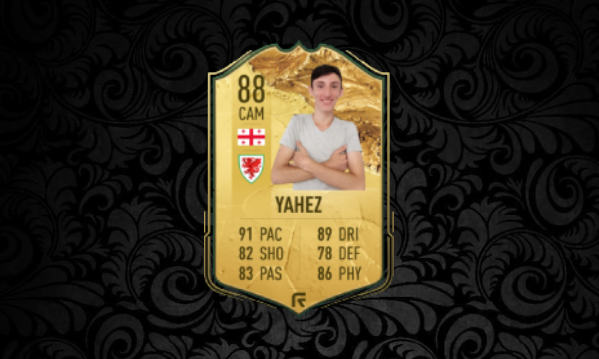 88
CAM
YAHEZ
91 PAC 89 DRI
82 SHO 78 DEF
83 PAS 86 PHY